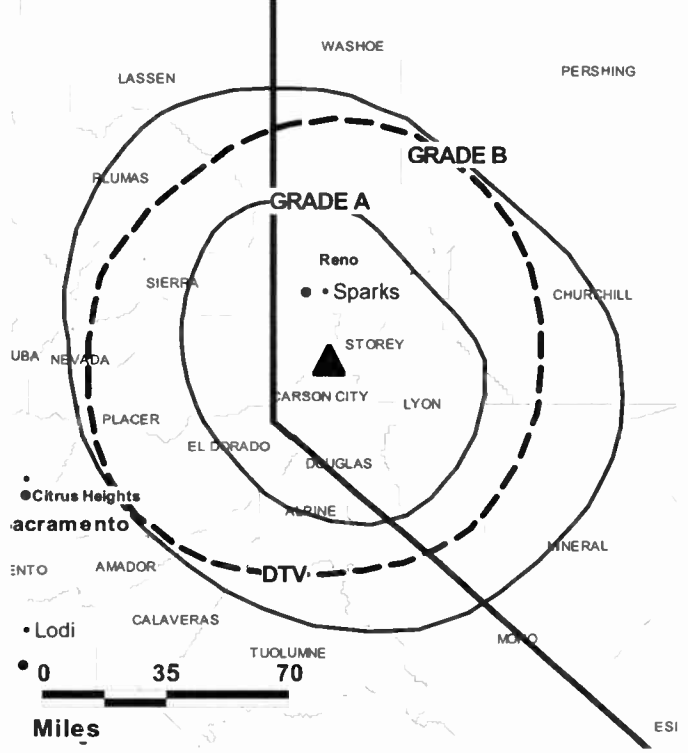 WASHOE
PERSHING
LASSEN
GRADE B
PLUMAS
GRADE A
Reno
SIERRA
Sparks
CHURCHILL
STOREY
UBA NEVADA
CARSON CITY
LYON
PLACER
EL DORADO
DOUGLAS
Citrus Heights
ALPINE
acramento
MINERAL
ENTO
AMADOR
DTV
CALAVERAS
Lodi
MONO
TUOLUMNE
0 35 70
Miles
ESI